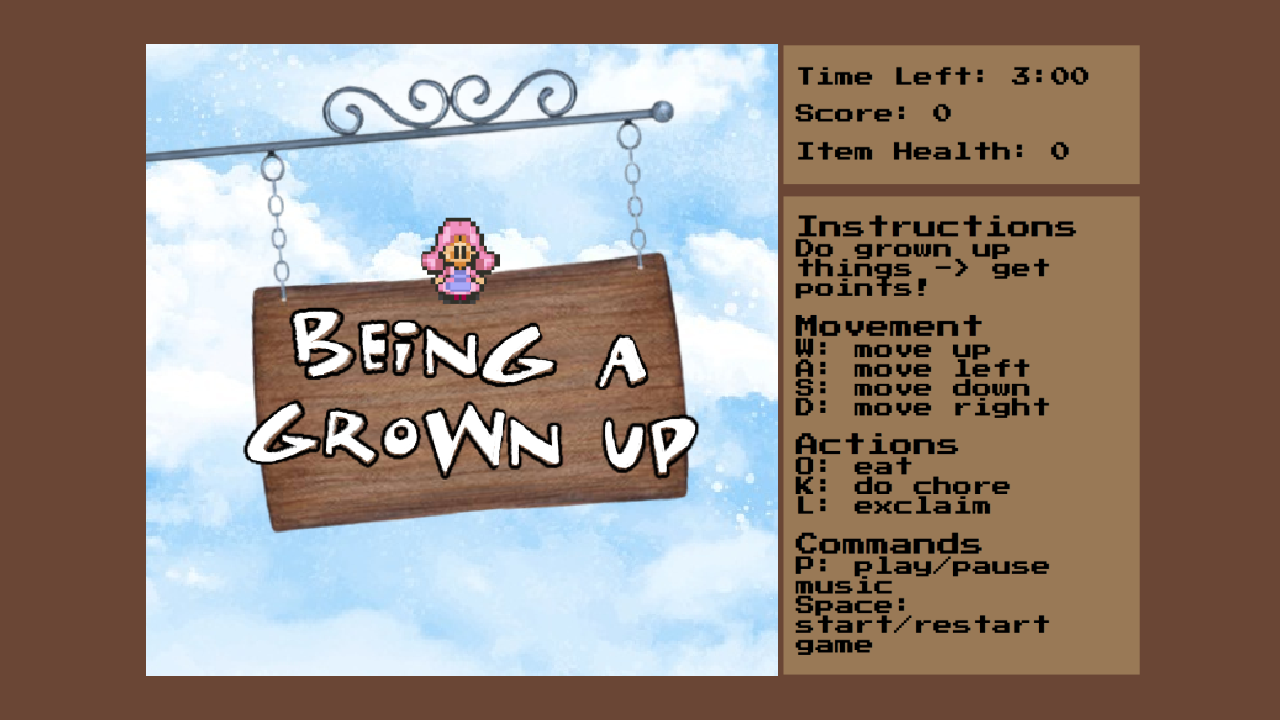 BEING A
GROWN UP
Time Left: 3:00
Score: 0
Item Health: 0
Instructions
Do grown up
things -> get
points!
Movement
W: move up
A: move left
S: move down
D: move right
Actions
O: eat
K: do chore
L: exclaim
Commands
P: play/pause
music
Space:
start/restart
game